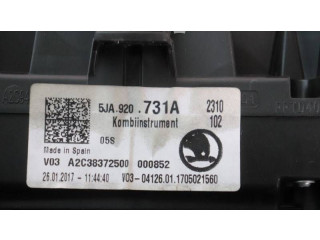 5JA.920.731A 2310
Kombiinstrument 102
05S
Made in Spain
V03 A2C38372500 000852
25.01.2017 - 11:44:40 V03-04126.01.1705021560